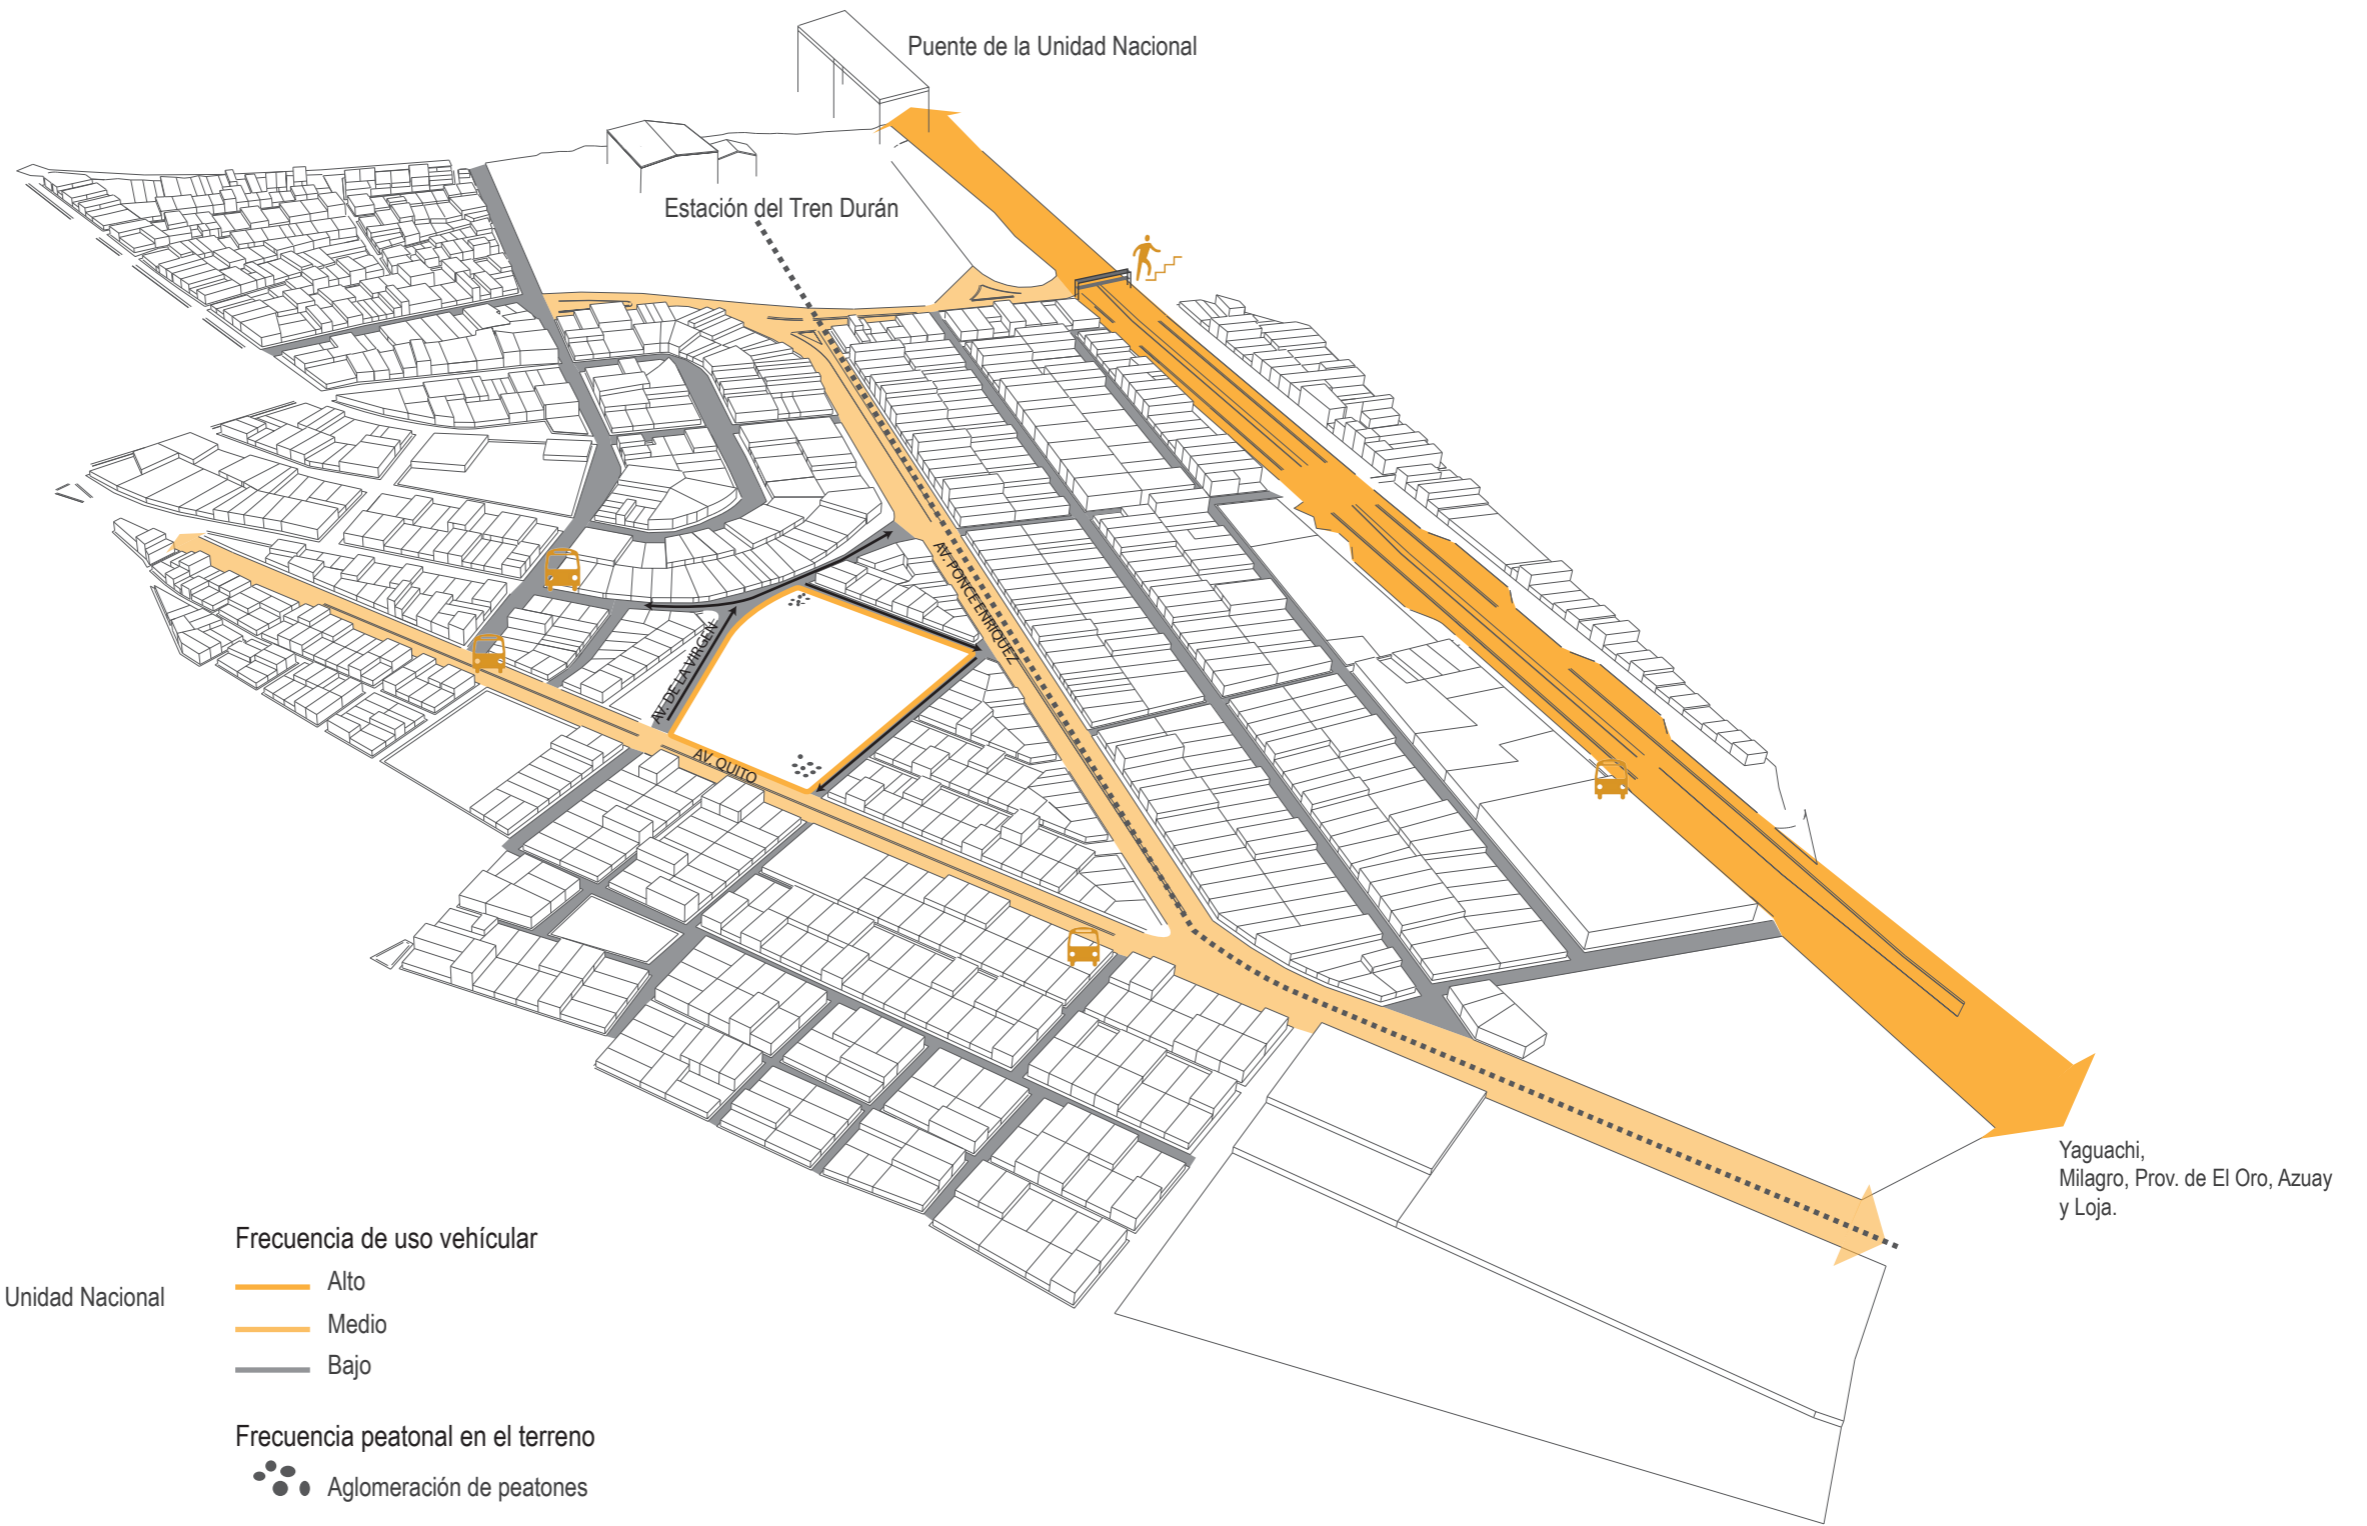 Puente de la Unidad Nacional
Estación del Tren Durán
AV. PONCE ENRIQUEZ
AV. DE LA VIRGEN
AV. QUITO
Yaguachi,
Milagro, Prov. de El Oro, Azuay
y Loja.
Frecuencia de uso vehícular
Alto
Unidad Nacional
Medio
Bajo
Frecuencia peatonal en el terreno
Aglomeración de peatones